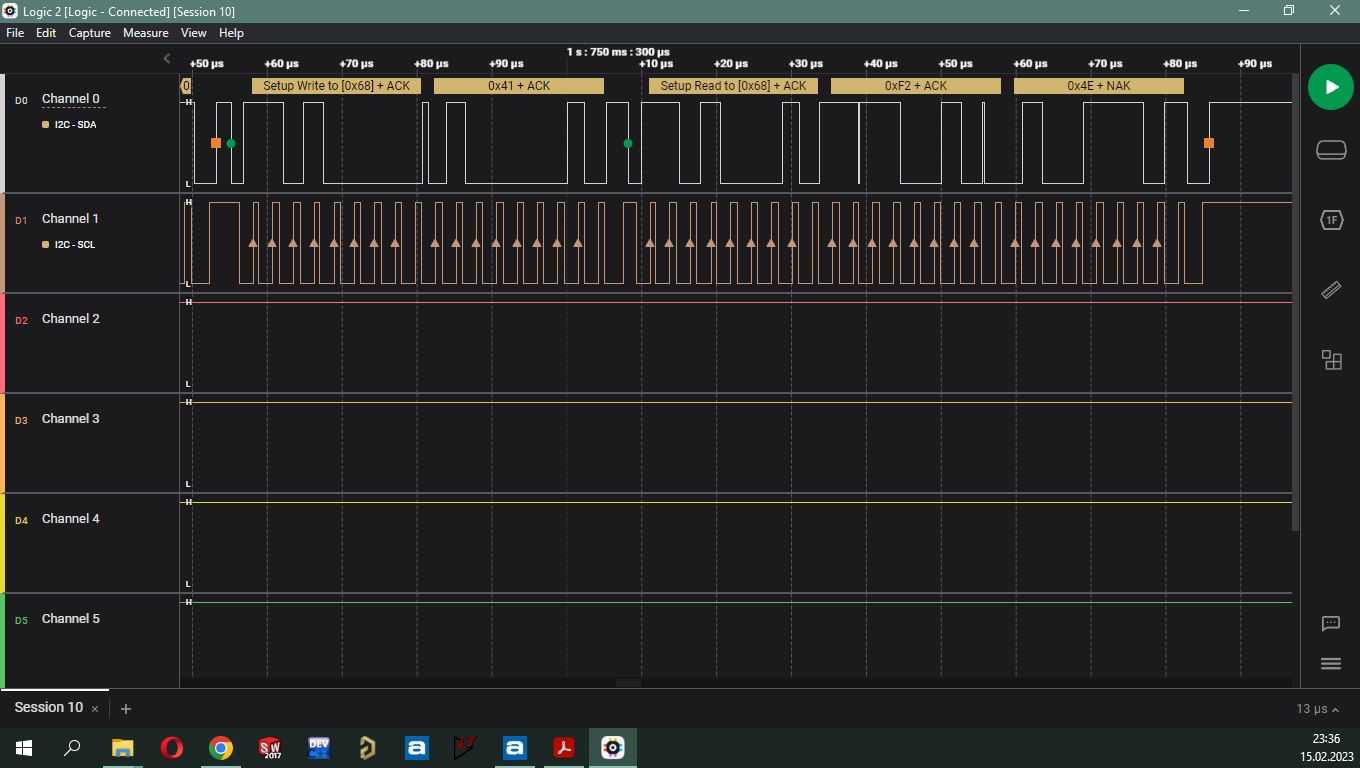 Logic 2 [Logic - Connected] [Session 10]
File Edit Capture Measure View Help
1 s : 750 ms : 300 µs
+50 µs +60 µs +70 µs +80 µs +90 µs +10 µs +20 µs +30 µs +40 µs +50 µs +60 µs +70 µs +80 µs +90 µs
0 Setup Write to [0x68] + ACK 0x41 + ACK Setup Read to [0x68] + ACK 0xF2 + ACK 0x4E + NAK
D0 Channel 0 H
I2C - SDA
L
H
D1 Channel 1
I2C - SCL
1F
L
H
D2 Channel 2
L
H
D3 Channel 3
L
H
D4 Channel 4
L
H
D5 Channel 5
Session 10 × + 13 µs
SW 2017 DEV C++ a a
23:36
15.02.2023